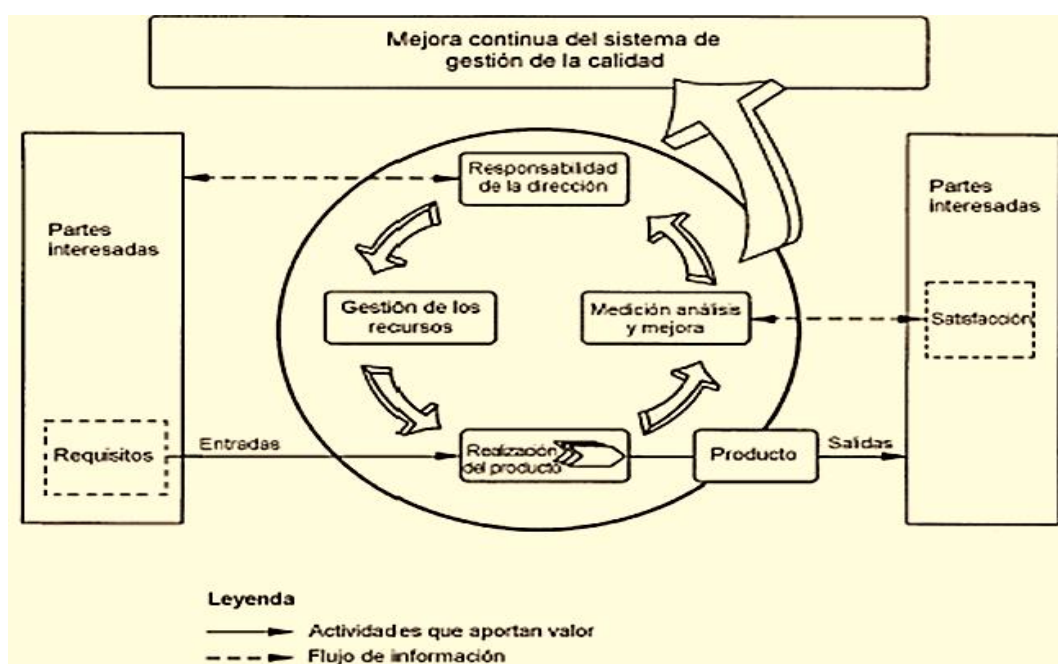 Mejora continua del sistema de
gestión de la calidad
Responsabilidad
de la dirección
Partes
interesadas
Partes
interesadas
Gestión de los
recursos
Medición análisis
y mejora
Satisfacción
Requisitos
Entradas
Realización
del producto
Producto
Salidas
Leyenda
Actividades que aportan valor
Flujo de información